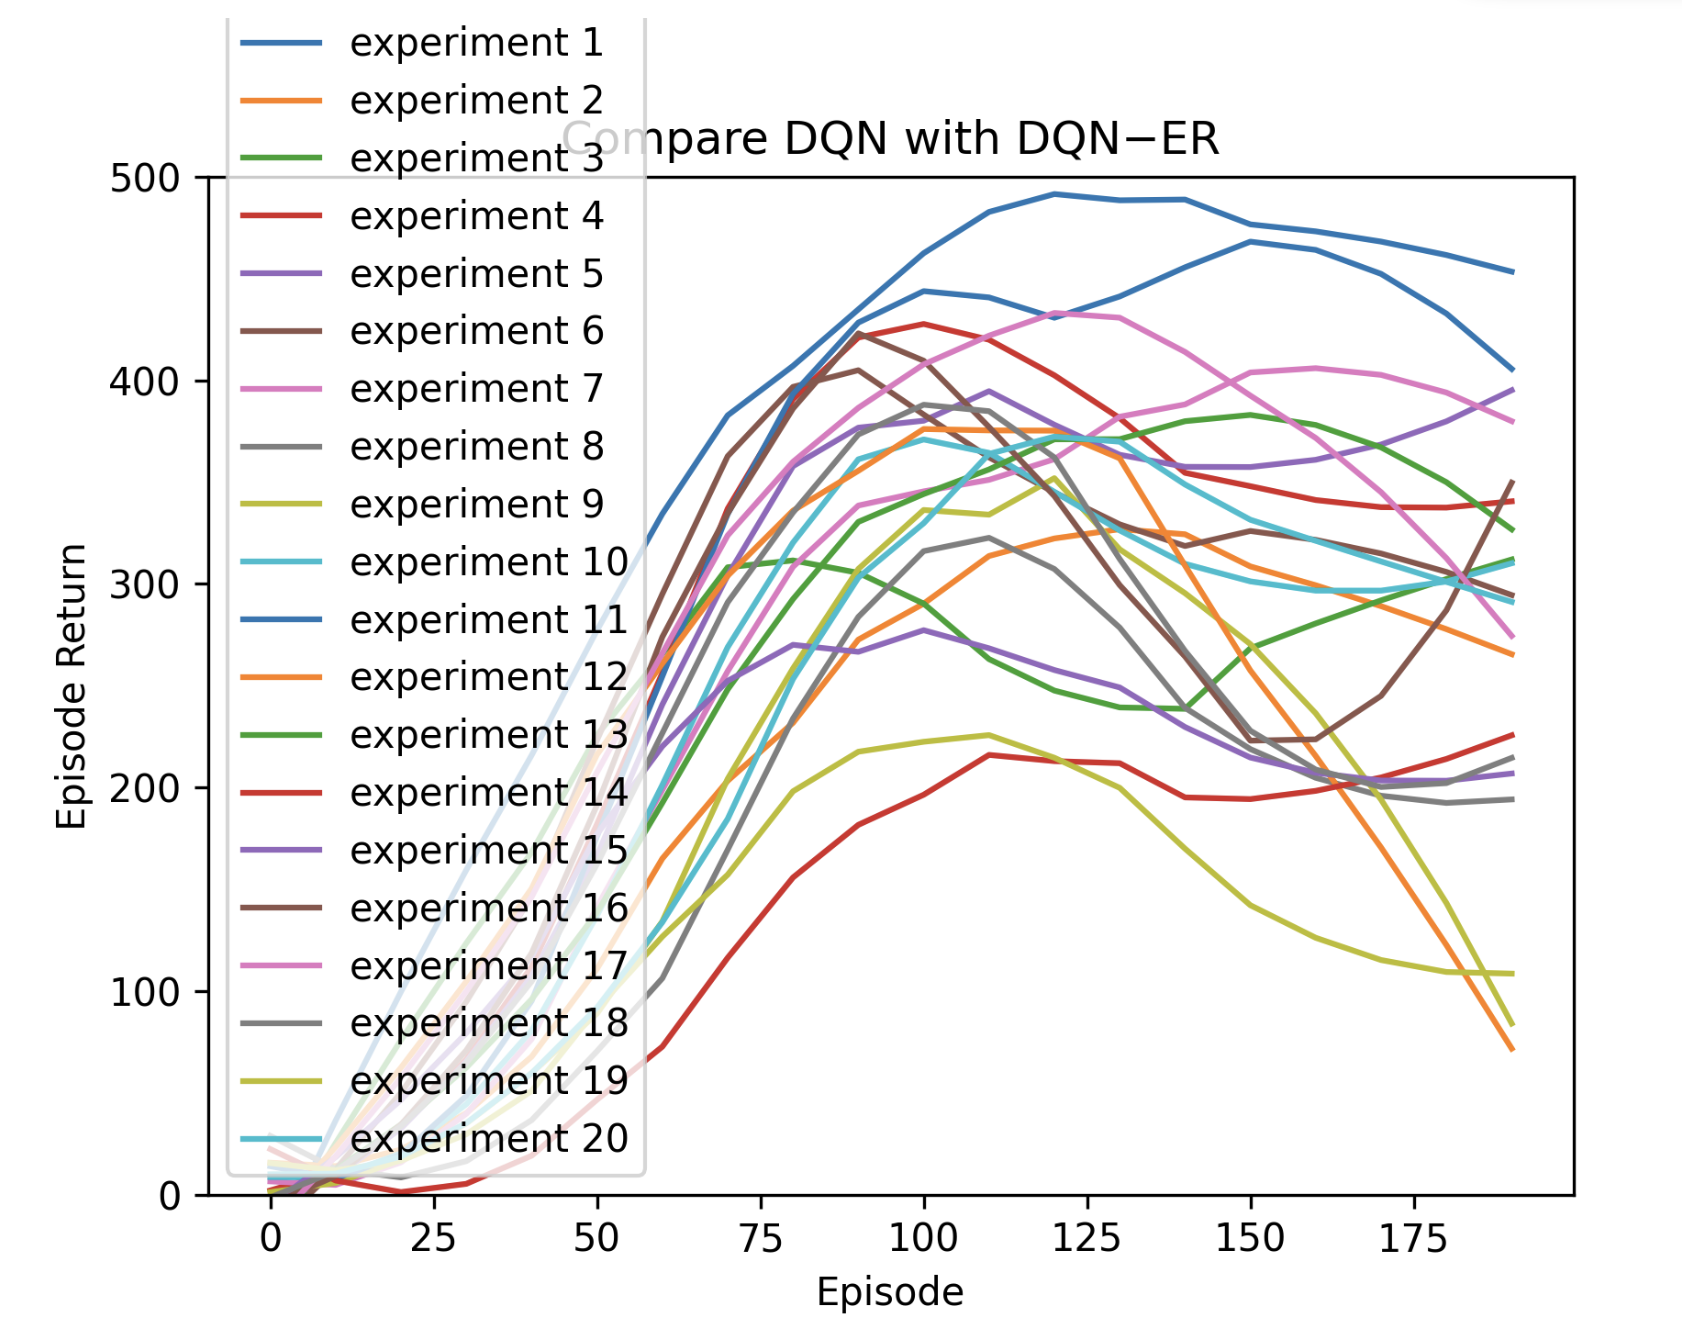 experiment 1
experiment 2
experiment 3
experiment 4
experiment 5
experiment 6
experiment 7
experiment 8
experiment 9
experiment 10
experiment 11
experiment 12
experiment 13
experiment 14
experiment 15
experiment 16
experiment 17
experiment 18
experiment 19
experiment 20
Compare DQN with DQN−ER
500
400
300
200
100
0
Episode Return
0 25 50 75 100 125 150 175
Episode